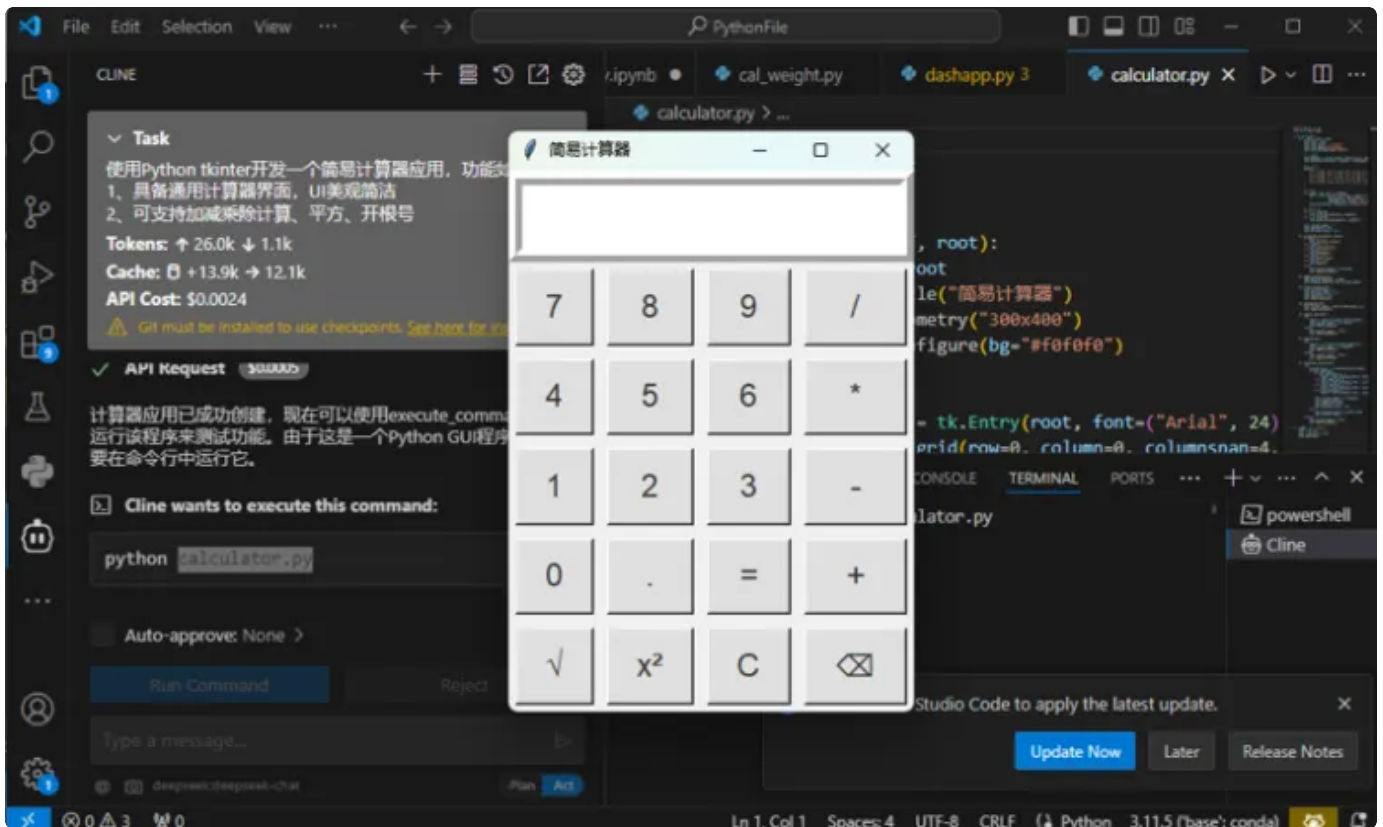 File Edit Selection View ··· PythonFile
CLINE
.ipynb cal_weight.py dashapp.py 3 calculator.py
calculator.py > ...
Task
使用Python tkinter开发一个简易计算器应用，功能如
1、具备通用计算器界面，UI美观简洁
2、可支持加减乘除计算、平方、开根号
Tokens: ↑ 26.0k ↓ 1.1k
Cache: +13.9k → 12.1k
API Cost: $0.0024
Git must be installed to use checkpoints. See here for
API Request $0.0005
计算器应用已成功创建，现在可以使用execute_comma
运行该程序来测试功能。由于这是一个Python GUI程序
要在命令行中运行它。
Cline wants to execute this command:
python calculator.py
Auto-approve: None >
Run Command Reject
Type a message...
deepseek:deepseek-chat Plan Act
简易计算器
7 8 9 /
4 5 6 *
1 2 3 -
0 . = +
√ x² C ⌫
, root):
oot
le("简易计算器")
metry("300x400")
figure(bg="#f0f0f0")
= tk.Entry(root, font=("Arial", 24)
grid(row=0, column=0, columnspan=4,
CONSOLE TERMINAL PORTS ···
lator.py
powershell
Cline
Studio Code to apply the latest update.
Update Now Later Release Notes
0 3 0 Ln 1, Col 1 Spaces: 4 UTF-8 CRLF Python 3.11.5 ('base': conda)